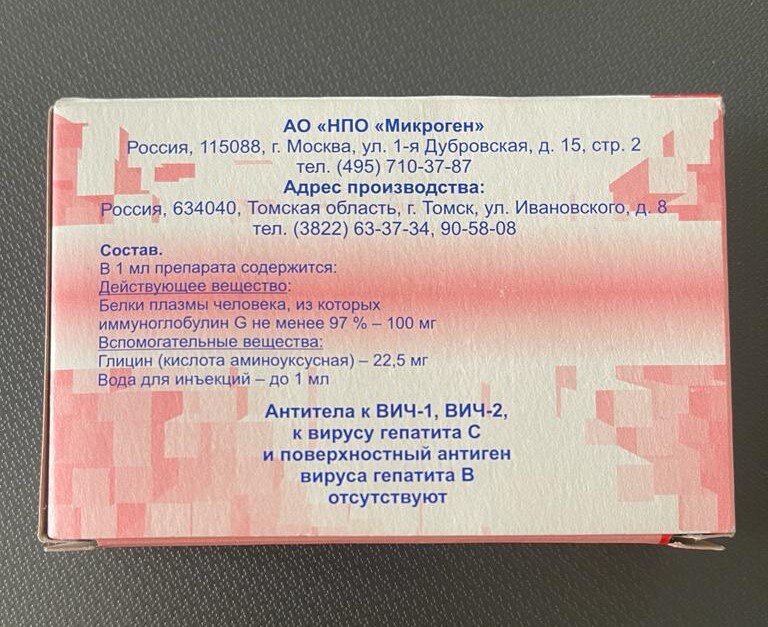 АО «НПО «Микроген»
Россия, 115088, г. Москва, ул. 1-я Дубровская, д. 15, стр. 2
тел. (495) 710-37-87
Адрес производства:
Россия, 634040, Томская область, г. Томск, ул. Ивановского, д. 8
тел. (3822) 63-37-34, 90-58-08
Состав.
В 1 мл препарата содержится:
Действующее вещество:
Белки плазмы человека, из которых
иммуноглобулин G не менее 97 % – 100 мг
Вспомогательные вещества:
Глицин (кислота аминоуксусная) – 22,5 мг
Вода для инъекций – до 1 мл
Антитела к ВИЧ-1, ВИЧ-2,
к вирусу гепатита С
и поверхностный антиген
вируса гепатита В
отсутствуют